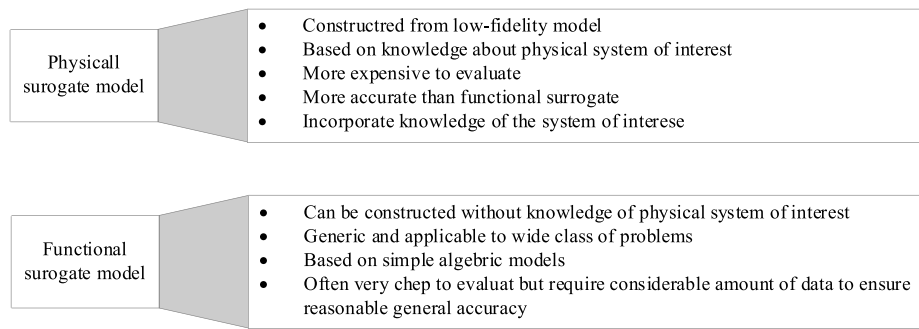 Physicall
surogate model
• Constructred from low-fidelity model
• Based on knowledge about physical system of interest
• More expensive to evaluate
• More accurate than functional surrogate
• Incorporate knowledge of the system of interese
Functional
surogate model
• Can be constructed without knowledge of physical system of interest
• Generic and applicable to wide class of problems
• Based on simple algebric models
• Often very chep to evaluat but require considerable amount of data to ensure
reasonable general accuracy